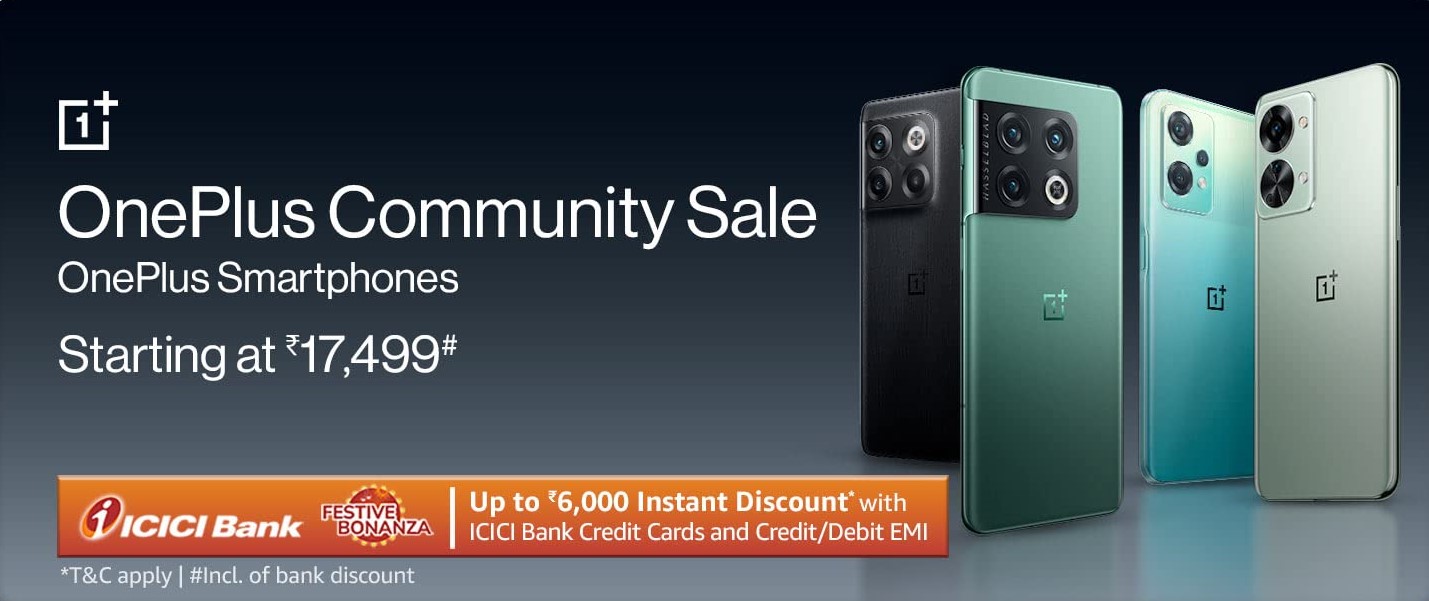 OnePlus Community Sale
OnePlus Smartphones
Starting at ₹17,499#
HASSELBLAD
ICICI Bank
FESTIVE
BONANZA
Up to ₹6,000 Instant Discount* with
ICICI Bank Credit Cards and Credit/Debit EMI
*T&C apply | #Incl. of bank discount